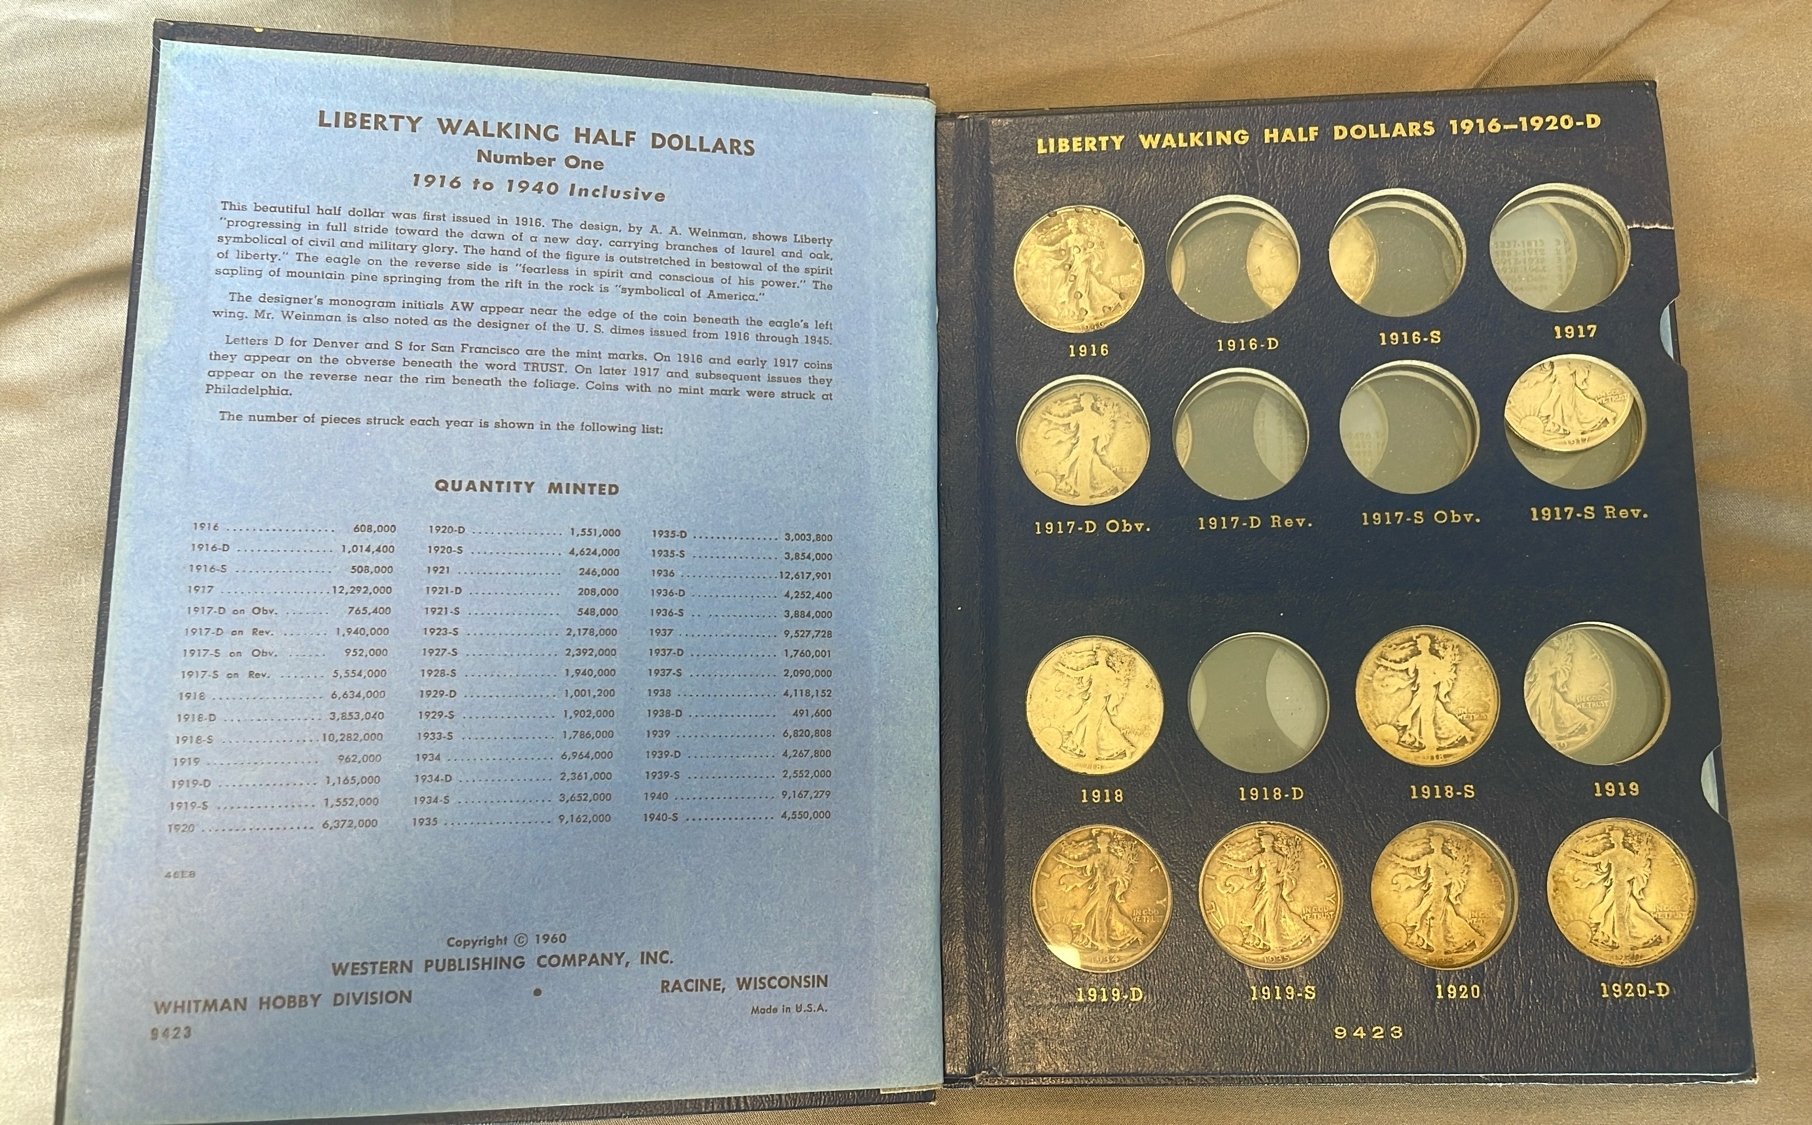 LIBERTY WALKING HALF DOLLARS
Number One
1916 to 1940 Inclusive
This beautiful half dollar was first issued in 1916. The design, by A. A. Weinman, shows Liberty
"progressing in full stride toward the dawn of a new day, carrying branches of laurel and oak,
symbolical of civil and military glory. The hand of the figure is outstretched in bestowal of the spirit
of liberty." The eagle on the reverse side is "fearless in spirit and conscious of his power." The
sapling of mountain pine springing from the rift in the rock is "symbolical of America."
The designer's monogram initials AW appear near the edge of the coin beneath the eagle's left
wing. Mr. Weinman is also noted as the designer of the U. S. dimes issued from 1916 through 1945.
Letters D for Denver and S for San Francisco are the mint marks. On 1916 and early 1917 coins
they appear on the obverse beneath the word TRUST. On later 1917 and subsequent issues they
appear on the reverse near the rim beneath the foliage. Coins with no mint mark were struck at
Philadelphia.
The number of pieces struck each year is shown in the following list:
QUANTITY MINTED
1916 ................ 608,000
1916-D .............. 1,014,400
1916-S .............. 508,000
1917 ................ 12,292,000
1917-D on Obv. ....... 765,400
1917-D on Rev. ....... 1,940,000
1917-S on Obv. ...... 952,000
1917-S on Rev. ....... 5,554,000
1918 ................ 6,634,000
1918-D .............. 3,853,040
1918-S .............. 10,282,000
1919 ................ 962,000
1919-D .............. 1,165,000
1919-S .............. 1,552,000
1920 ................ 6,372,000
1920-D .............. 1,551,000
1920-S .............. 4,624,000
1921 ................ 246,000
1921-D .............. 208,000
1921-S .............. 548,000
1923-S .............. 2,178,000
1927-S .............. 2,392,000
1928-S .............. 1,940,000
1929-D .............. 1,001,200
1929-S .............. 1,902,000
1933-S .............. 1,786,000
1934 ................ 6,964,000
1934-D .............. 2,361,000
1934-S .............. 3,652,000
1935 ................ 9,162,000
1935-D .............. 3,003,800
1935-S .............. 3,854,000
1936 ................ 12,617,901
1936-D .............. 4,252,400
1936-S .............. 3,884,000
1937 ................ 9,527,728
1937-D .............. 1,760,001
1937-S .............. 2,090,000
1938 ................ 4,118,152
1938-D .............. 491,600
1939 ................ 6,820,808
1939-D .............. 4,267,800
1939-S .............. 2,552,000
1940 ................ 9,167,279
1940-S .............. 4,550,000
Copyright © 1960
WESTERN PUBLISHING COMPANY, INC.
WHITMAN HOBBY DIVISION • RACINE, WISCONSIN
9423 Made in U.S.A.
LIBERTY WALKING HALF DOLLARS 1916–1920-D
1916 1916-D 1916-S 1917
1917
1917-D Obv. 1917-D Rev. 1917-S Obv. 1917-S Rev.
1918 1918-D 1918-S 1919
IN GOD
WE TRUST
1934 1935
1919-D 1919-S 1920 1920-D
9423